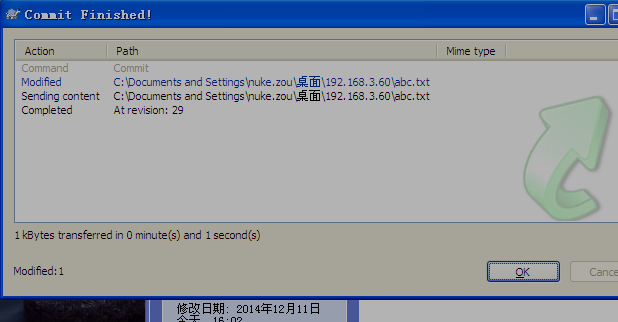 Commit Finished!
Action Path Mime type
Command Commit
Modified C:\Documents and Settings\nuke.zou\桌面\192.168.3.60\abc.txt
Sending content C:\Documents and Settings\nuke.zou\桌面\192.168.3.60\abc.txt
Completed At revision: 29
1 kBytes transferred in 0 minute(s) and 1 second(s)
Modified:1
OK Cance
修改日期: 2014年12月11日
今天, 16:02